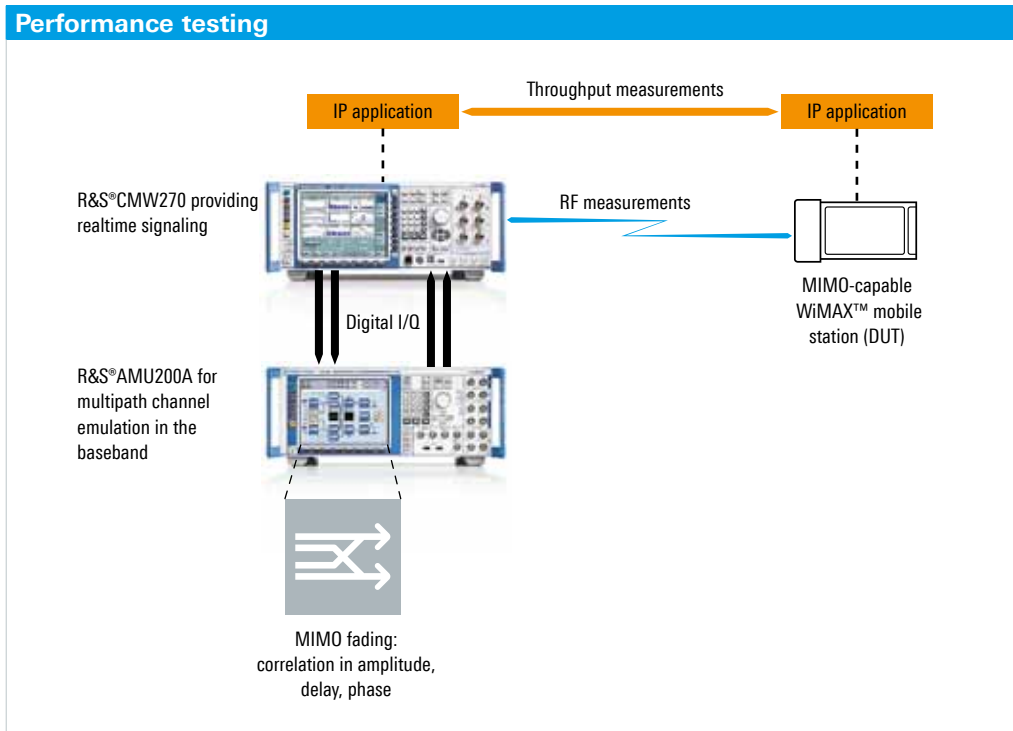 Performance testing
Throughput measurements
IP application
IP application
R&S®CMW270 providing
realtime signaling
RF measurements
MIMO-capable
WiMAX™ mobile
station (DUT)
Digital I/Q
R&S®AMU200A for
multipath channel
emulation in the
baseband
MIMO fading:
correlation in amplitude,
delay, phase